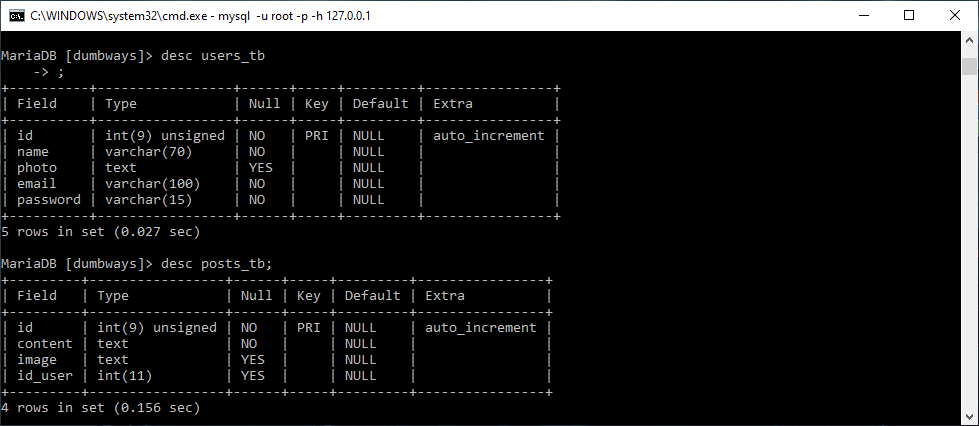 C:\WINDOWS\system32\cmd.exe - mysql  -u root -p -h 127.0.0.1
MariaDB [dumbways]> desc users_tb
    -> ;
+----------+-----------------+------+-----+---------+----------------+
| Field    | Type            | Null | Key | Default | Extra          |
+----------+-----------------+------+-----+---------+----------------+
| id       | int(9) unsigned | NO   | PRI | NULL    | auto_increment |
| name     | varchar(70)     | NO   |     | NULL    |                |
| photo    | text            | YES  |     | NULL    |                |
| email    | varchar(100)    | NO   |     | NULL    |                |
| password | varchar(15)     | NO   |     | NULL    |                |
+----------+-----------------+------+-----+---------+----------------+
5 rows in set (0.027 sec)
MariaDB [dumbways]> desc posts_tb;
+---------+-----------------+------+-----+---------+----------------+
| Field   | Type            | Null | Key | Default | Extra          |
+---------+-----------------+------+-----+---------+----------------+
| id      | int(9) unsigned | NO   | PRI | NULL    | auto_increment |
| content | text            | NO   |     | NULL    |                |
| image   | text            | YES  |     | NULL    |                |
| id_user | int(11)         | YES  |     | NULL    |                |
+---------+-----------------+------+-----+---------+----------------+
4 rows in set (0.156 sec)